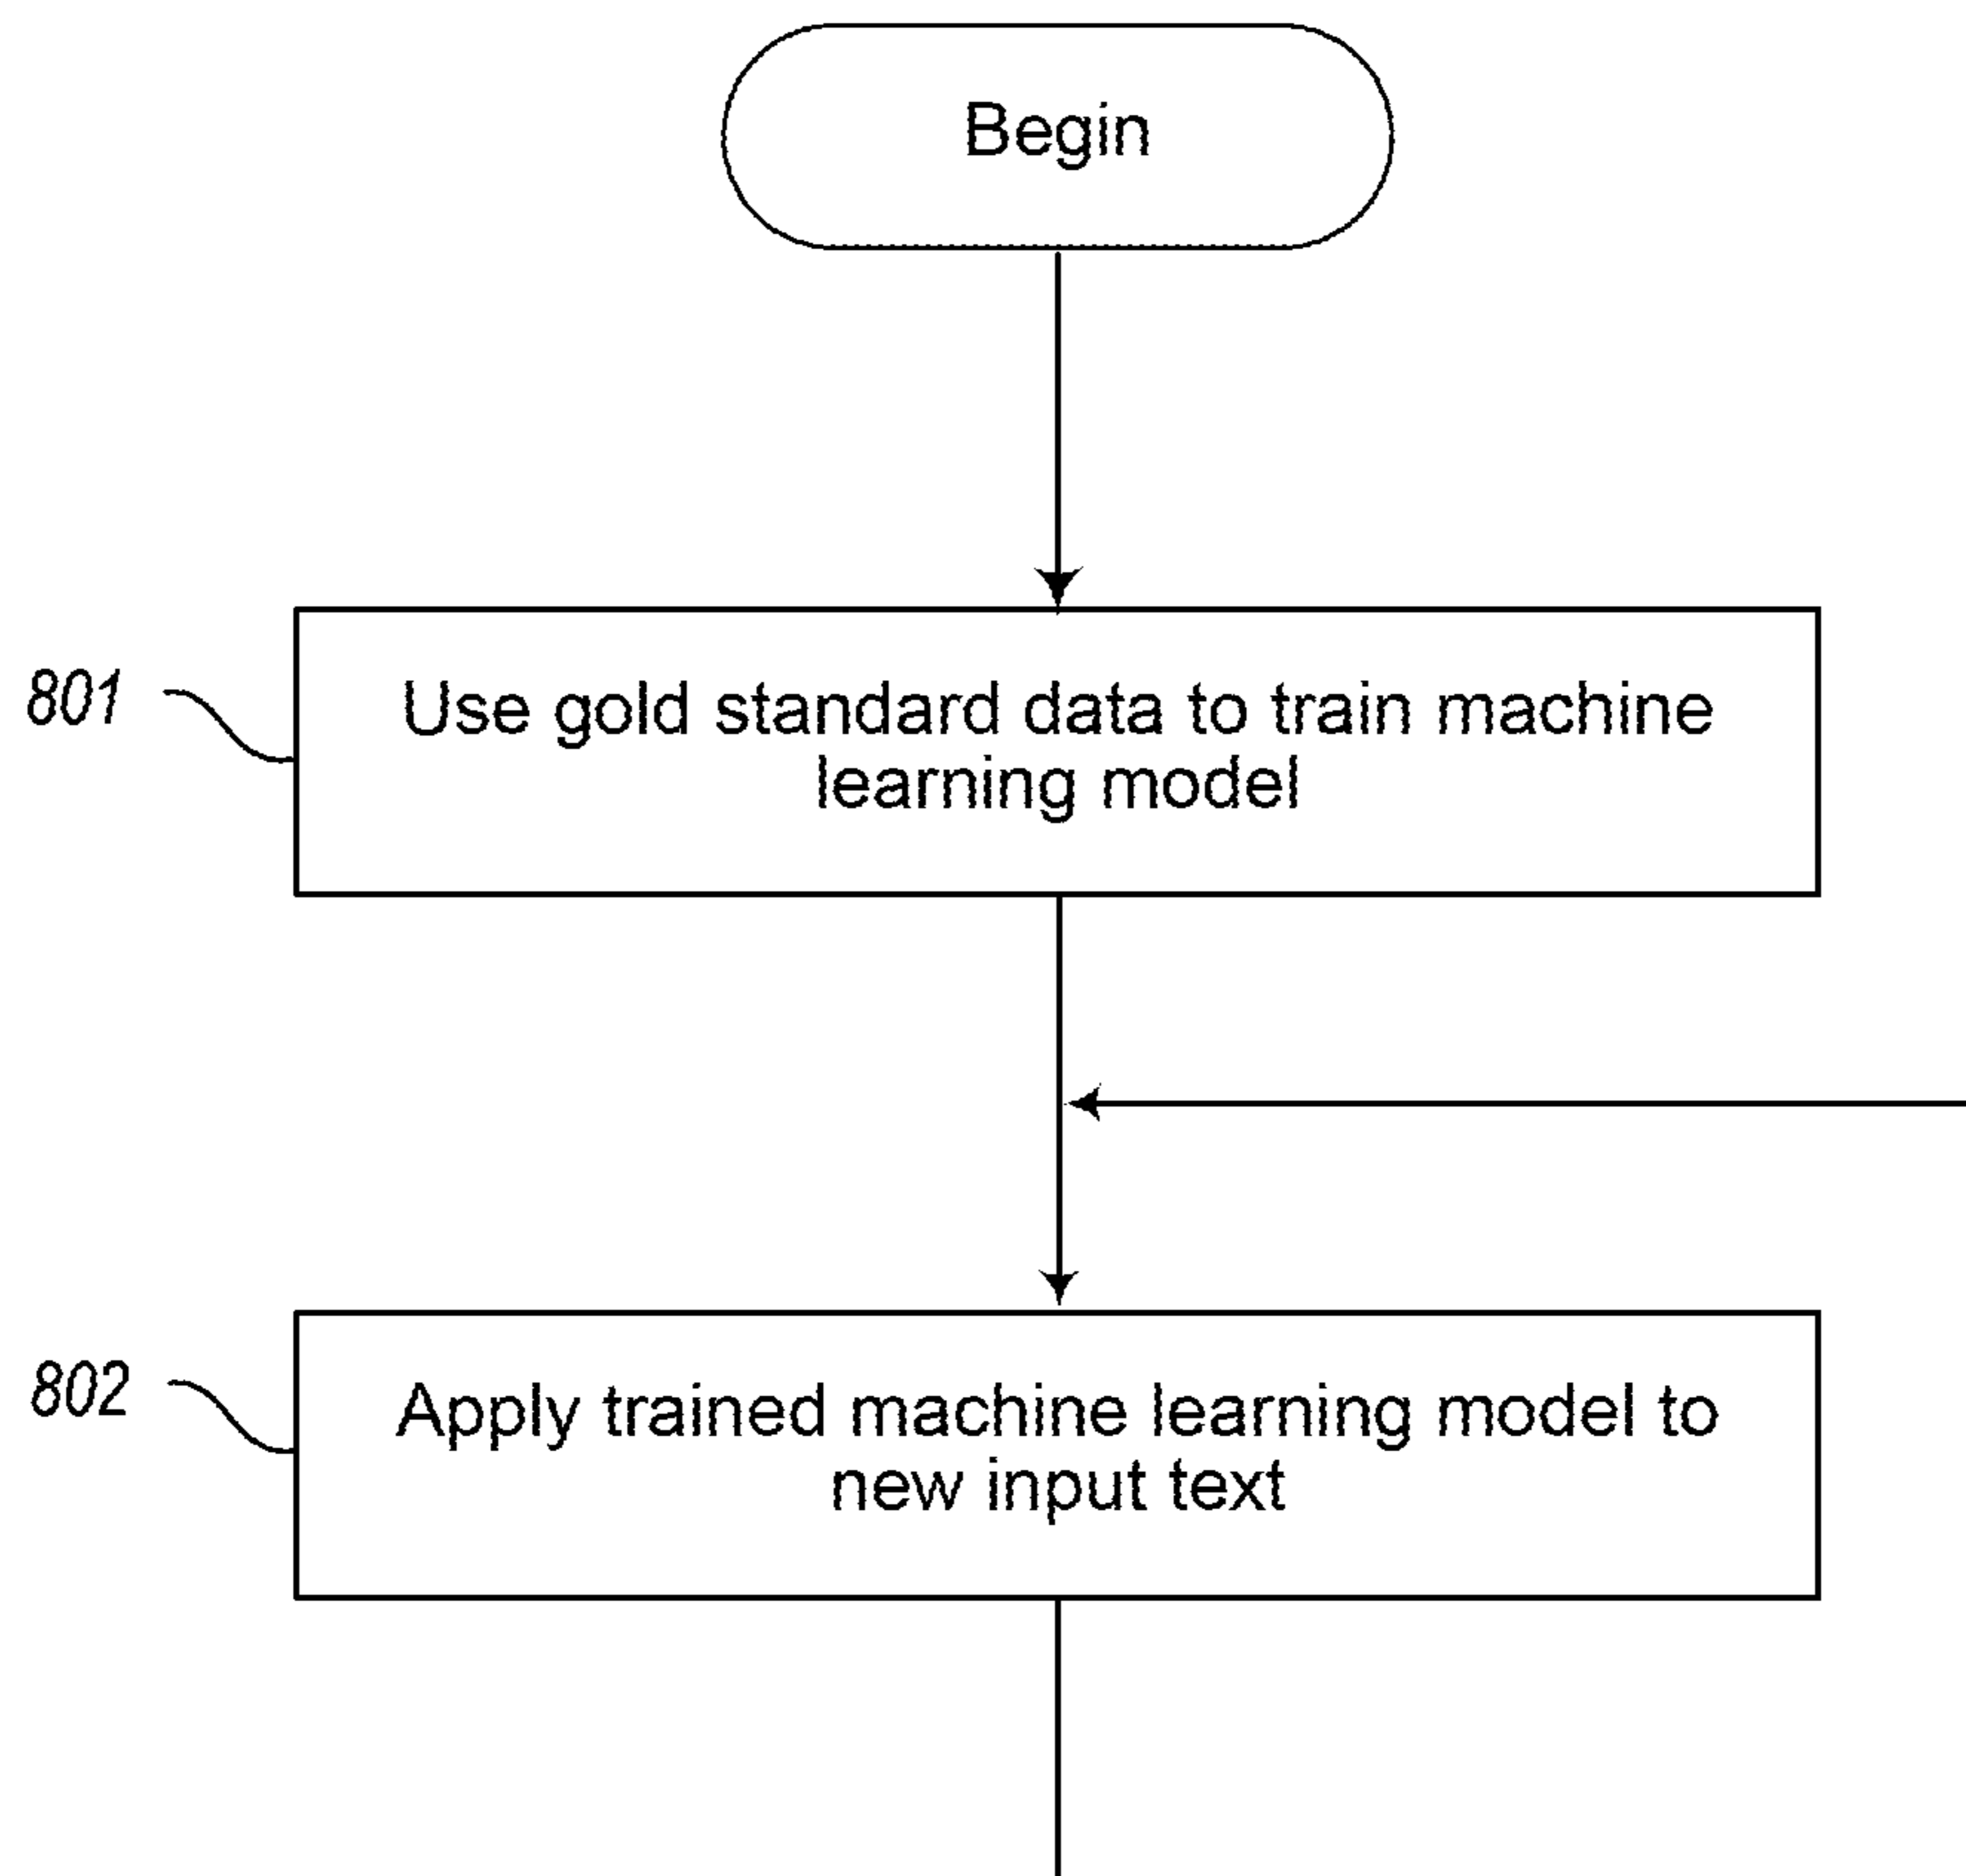 Begin
801
Use gold standard data to train machine
learning model
802
Apply trained machine learning model to
new input text